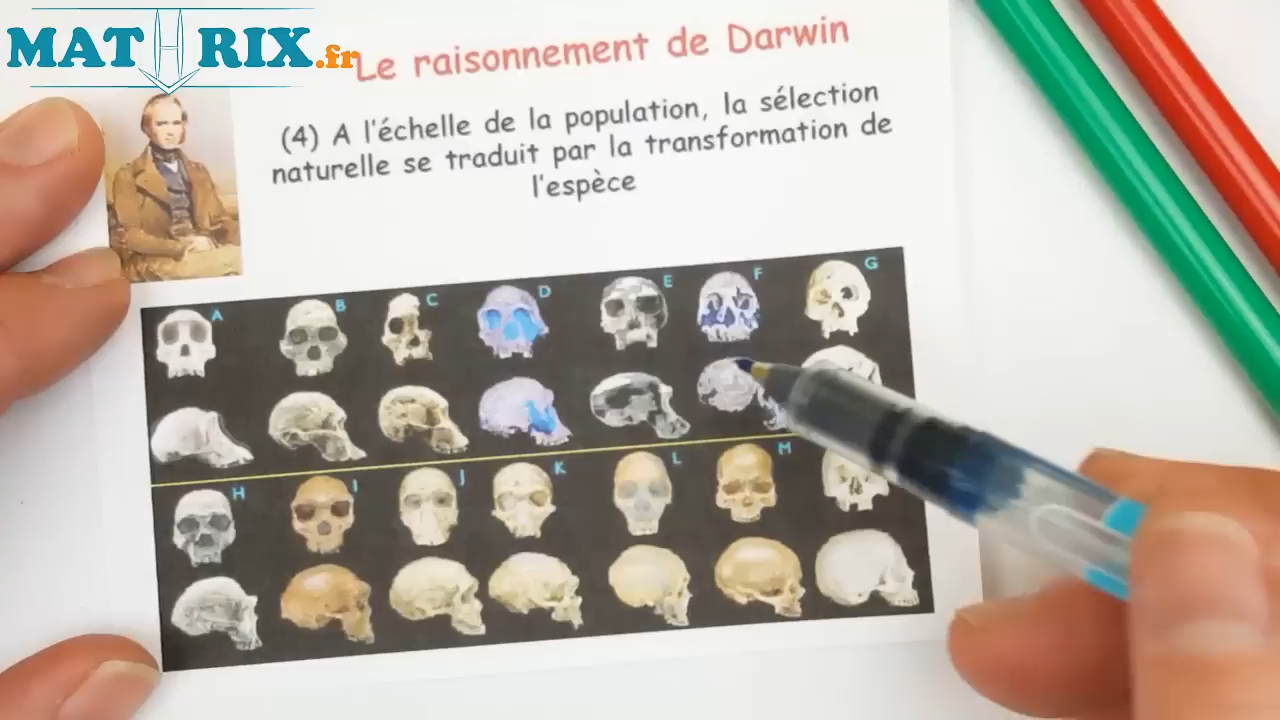 MATHRIX.fr
Le raisonnement de Darwin
(4) A l'échelle de la population, la sélection
naturelle se traduit par la transformation de
l'espèce
A B C D E F G
H I J K L M